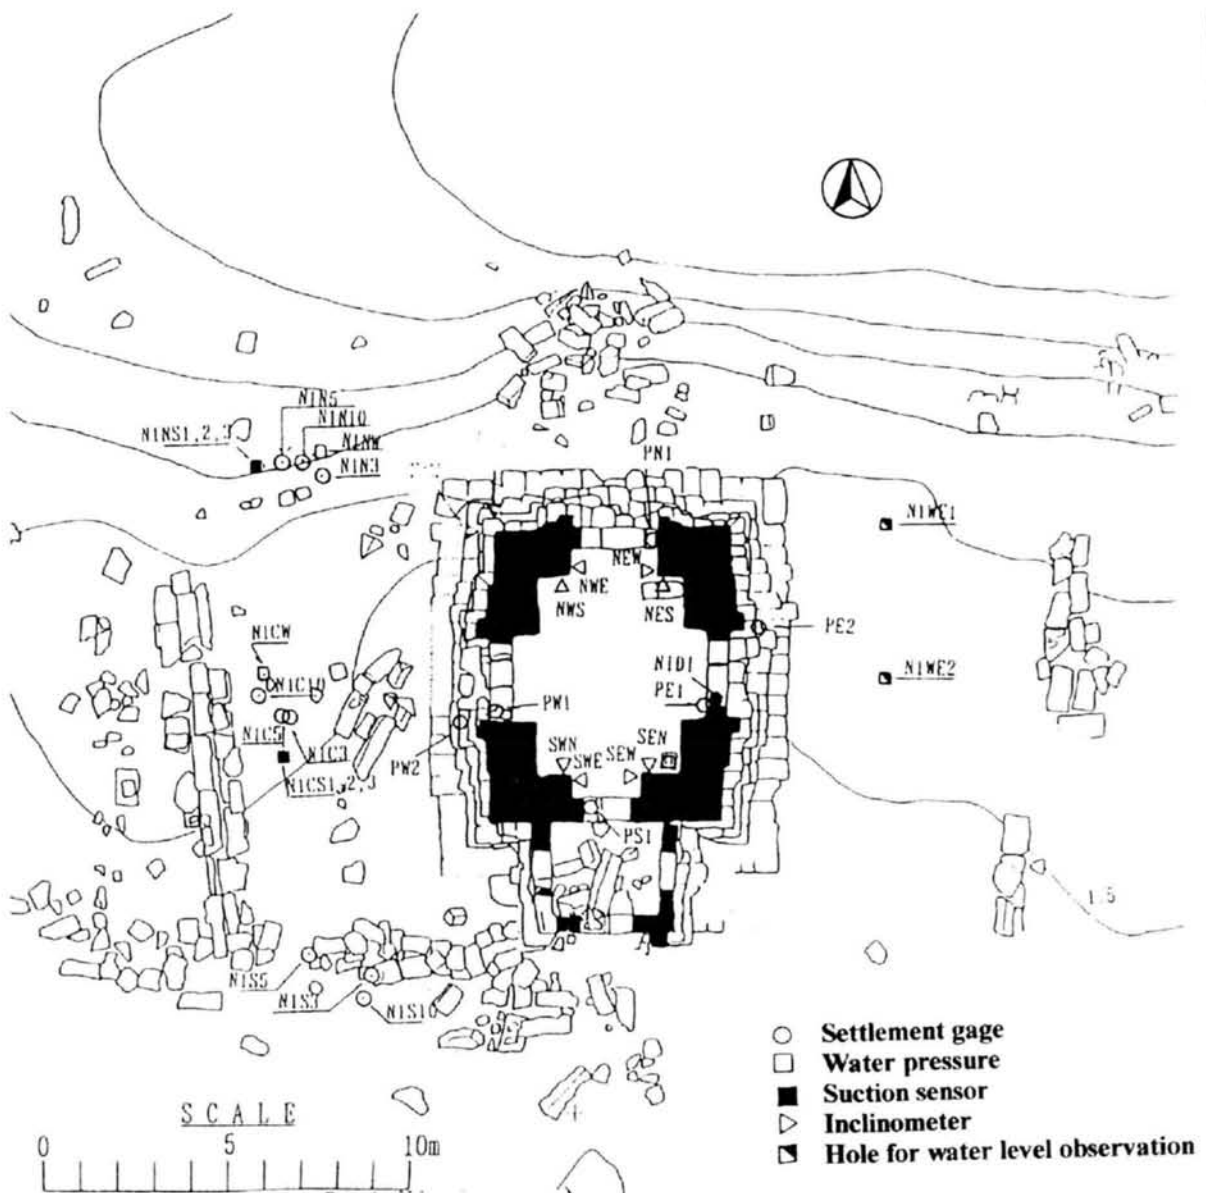 N1N5
N1N10
N1NS1,2,3
N1NW
N1N3
PN1
N1WE1
NEW
NWE
NWS
NES
PE2
N1CW
N1D1
N1WE2
N1C10
PE1
PW1
N1C5
SWN
SEN
N1C3
SWE
SEW
PW2
N1CS1,2,3
PS1
1.5
N1S5
N1S3
N1S10
Settlement gage
Water pressure
Suction sensor
Inclinometer
Hole for water level observation
SCALE
0 5 10m